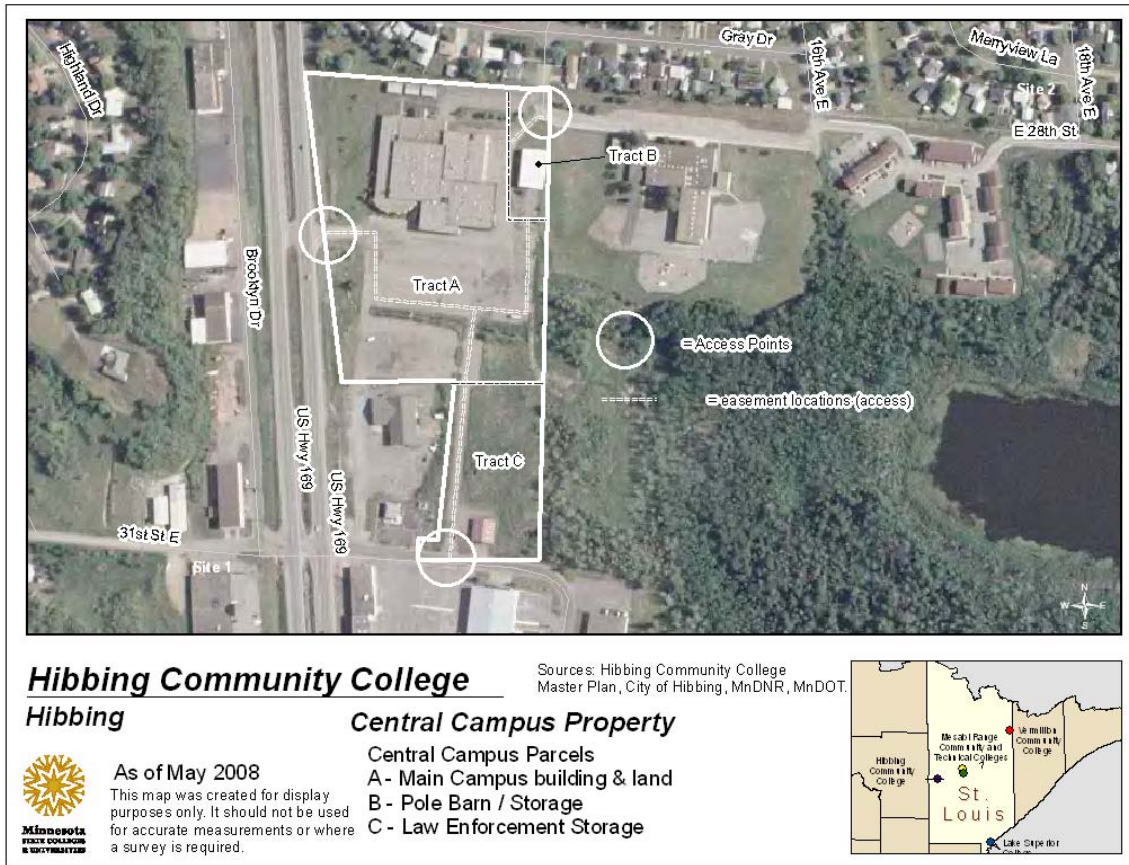 Gray Dr
16th Ave E
Merryview La
18th Ave E
Highland Dr
Site 2
E 28th St
Tract B
Brooklyn Dr
Tract A
= Access Points
= easement locations (access)
US Hwy 169
US Hwy 169
Tract C
31st St E
Site 1
N
W E
S
Hibbing Community College
Hibbing
Sources: Hibbing Community College
Master Plan, City of Hibbing, MnDNR, MnDOT.
Central Campus Property
Central Campus Parcels
A - Main Campus building & land
B - Pole Barn / Storage
C - Law Enforcement Storage
As of May 2008
This map was created for display
purposes only. It should not be used
for accurate measurements or where
a survey is required.
Minnesota
STATE COLLEGES
& UNIVERSITIES
Mesabi Range
Community and
Technical Colleges
Vermilion
Community
College
Hibbing
Community
College
St.
Louis
Lake Superior
College